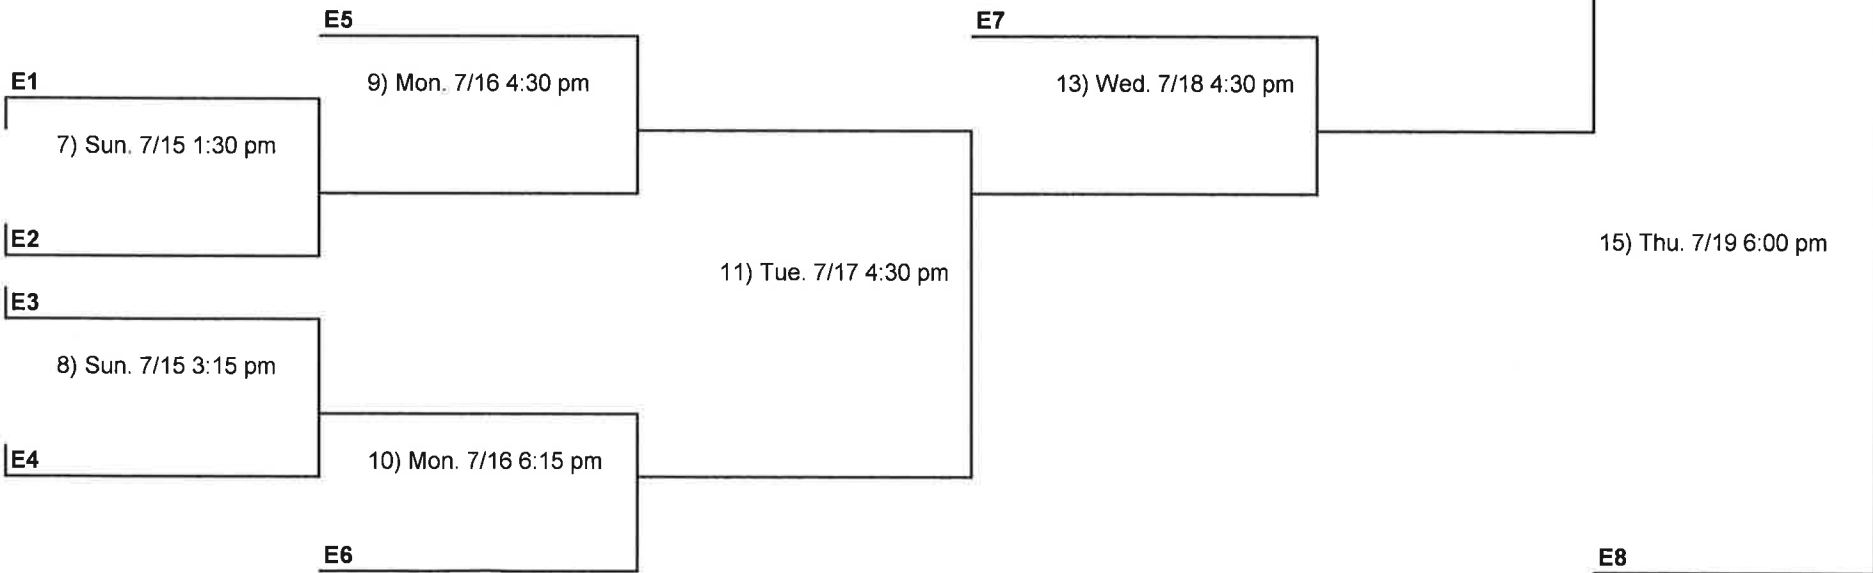 E5
E7
E1
9) Mon. 7/16 4:30 pm
13) Wed. 7/18 4:30 pm
7) Sun. 7/15 1:30 pm
E2
15) Thu. 7/19 6:00 pm
11) Tue. 7/17 4:30 pm
E3
8) Sun. 7/15 3:15 pm
E4
10) Mon. 7/16 6:15 pm
E6
E8